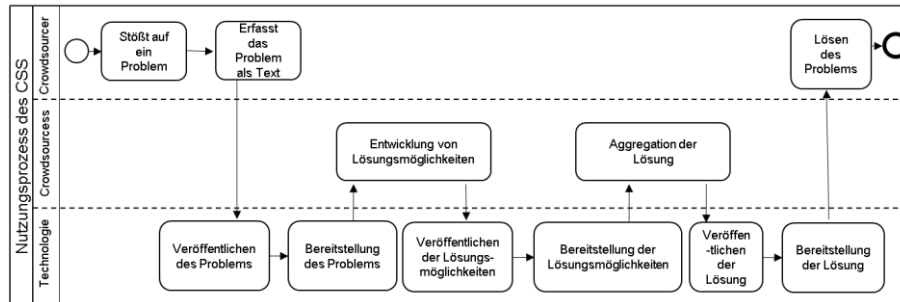 Nutzungsprozess des CSS
Crowdsourcer
Stößt auf
ein
Problem
Erfasst
das
Problem
als Text
Lösen
des
Problems
Crowdsourcess
Entwicklung von
Lösungsmöglichkeiten
Aggregation der
Lösung
Technologie
Veröffentlichen
des Problems
Bereitstellung
des Problems
Veröffentlichen
der Lösungs-
möglichkeiten
Bereitstellung der
Lösungsmöglichkeiten
Veröffen
-tlichen
der
Lösung
Bereitstellung
der Lösung